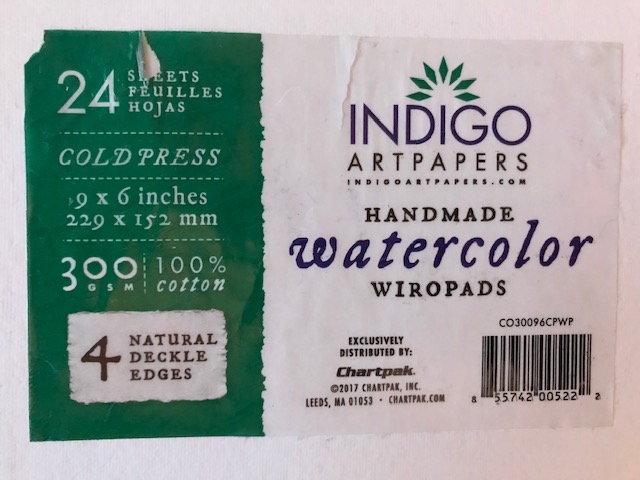 24 SHEETS
FEUILLES
HOJAS
COLD PRESS
9 x 6 inches
229 x 152 mm
300 GSM
100% cotton
4 NATURAL
DECKLE
EDGES
INDIGO
ARTPAPERS
INDIGOARTPAPERS.COM
HANDMADE
watercolor
WIROPADS
CO30096CPWP
EXCLUSIVELY
DISTRIBUTED BY:
Chartpak.
©2017 CHARTPAK, INC.
LEEDS, MA 01053 • CHARTPAK.COM
8 55742 00522 2